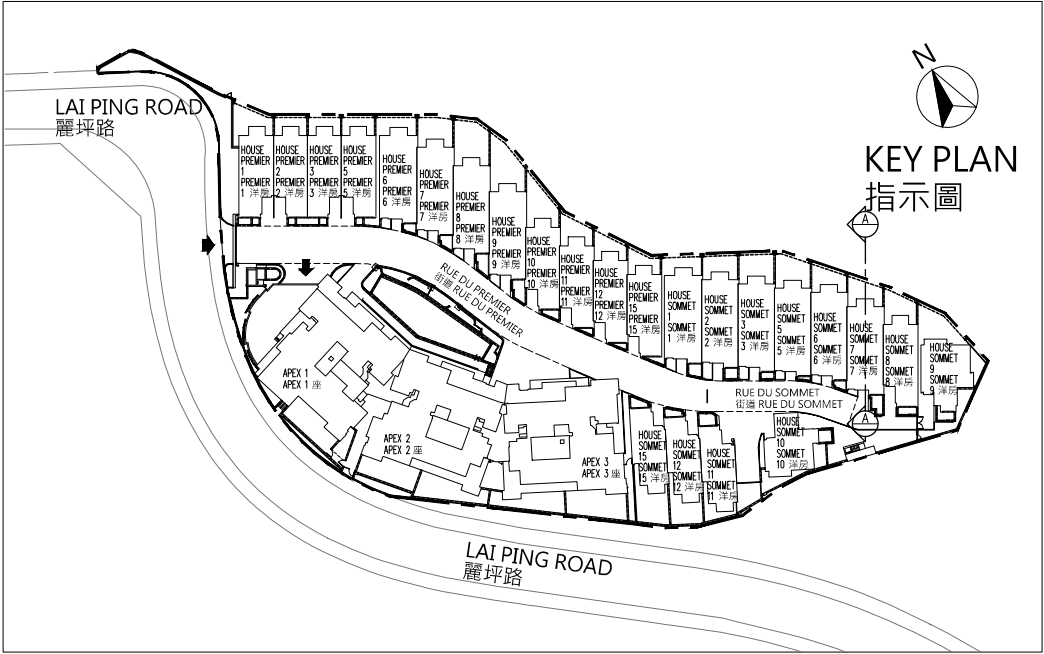 N
KEY PLAN
指示圖
A
LAI PING ROAD
麗坪路
HOUSE
PREMIER
1
PREMIER
1 洋房
HOUSE
PREMIER
2
PREMIER
2 洋房
HOUSE
PREMIER
3
PREMIER
3 洋房
HOUSE
PREMIER
5
PREMIER
5 洋房
HOUSE
PREMIER
6
PREMIER
6 洋房
HOUSE
PREMIER
7
PREMIER
7 洋房
HOUSE
PREMIER
8
PREMIER
8 洋房
HOUSE
PREMIER
9
PREMIER
9 洋房
HOUSE
PREMIER
10
PREMIER
10 洋房
HOUSE
PREMIER
11
PREMIER
11 洋房
HOUSE
PREMIER
12
PREMIER
12 洋房
HOUSE
PREMIER
15
PREMIER
15 洋房
HOUSE
SOMMET
1
SOMMET
1 洋房
HOUSE
SOMMET
2
SOMMET
2 洋房
HOUSE
SOMMET
3
SOMMET
3 洋房
HOUSE
SOMMET
5
SOMMET
5 洋房
HOUSE
SOMMET
6
SOMMET
6 洋房
HOUSE
SOMMET
7
SOMMET
7 洋房
HOUSE
SOMMET
8
SOMMET
8 洋房
HOUSE
SOMMET
9
SOMMET
9 洋房
RUE DU PREMIER
街道 RUE DU PREMIER
RUE DU SOMMET
街道 RUE DU SOMMET
A
APEX 1
APEX 1 座
APEX 2
APEX 2 座
APEX 3
APEX 3 座
HOUSE
SOMMET
15
SOMMET
15 洋房
HOUSE
SOMMET
12
SOMMET
12 洋房
HOUSE
SOMMET
11
SOMMET
11 洋房
HOUSE
SOMMET
10
SOMMET
10 洋房
LAI PING ROAD
麗坪路